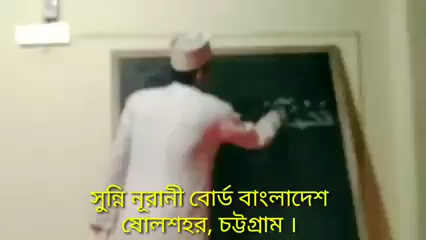 সুন্নি নূরানী বোর্ড বাংলাদেশ
ষোলশহর, চট্টগ্রাম ।